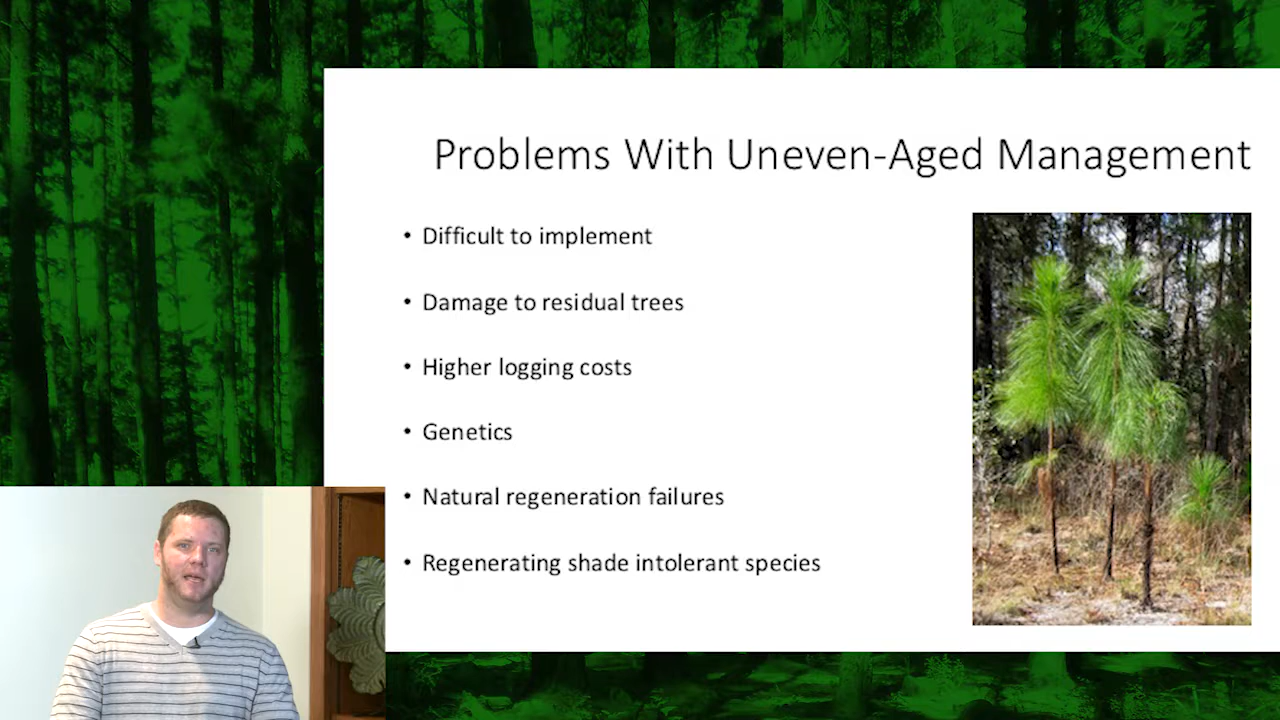 Problems With Uneven-Aged Management
• Difficult to implement
• Damage to residual trees
• Higher logging costs
• Genetics
• Natural regeneration failures
• Regenerating shade intolerant species